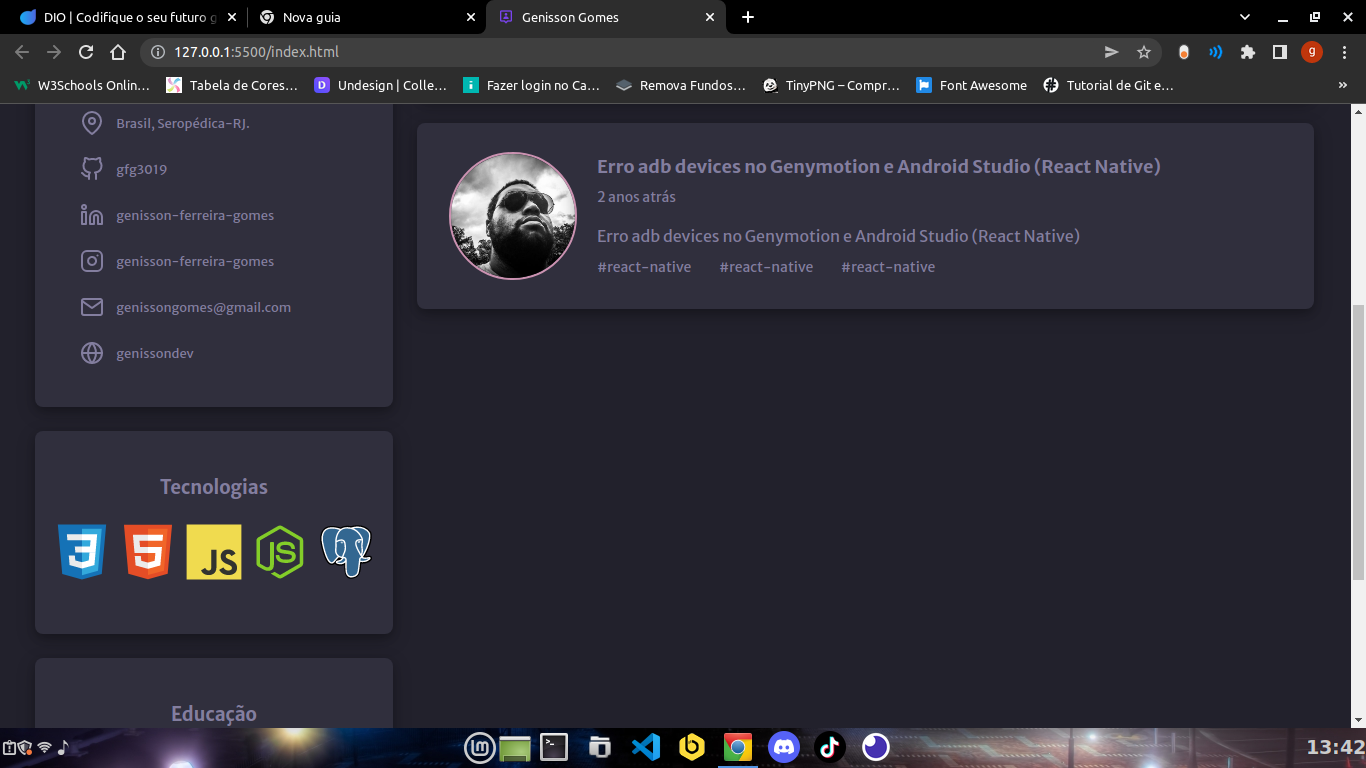 DIO | Codifique o seu futuro g
Nova guia
Genisson Gomes
127.0.0.1:5500/index.html
g
W3Schools Onlin…
Tabela de Cores…
D
Undesign | Colle…
i
Fazer login no Ca…
Remova Fundos…
TinyPNG – Compr…
Font Awesome
Tutorial de Git e…
»
Brasil, Seropédica-RJ.
gfg3019
genisson-ferreira-gomes
genisson-ferreira-gomes
genissongomes@gmail.com
genissondev
Tecnologias
3
5
JS
JS
Educação
Erro adb devices no Genymotion e Android Studio (React Native)
2 anos atrás
Erro adb devices no Genymotion e Android Studio (React Native)
#react-native #react-native #react-native
13:42